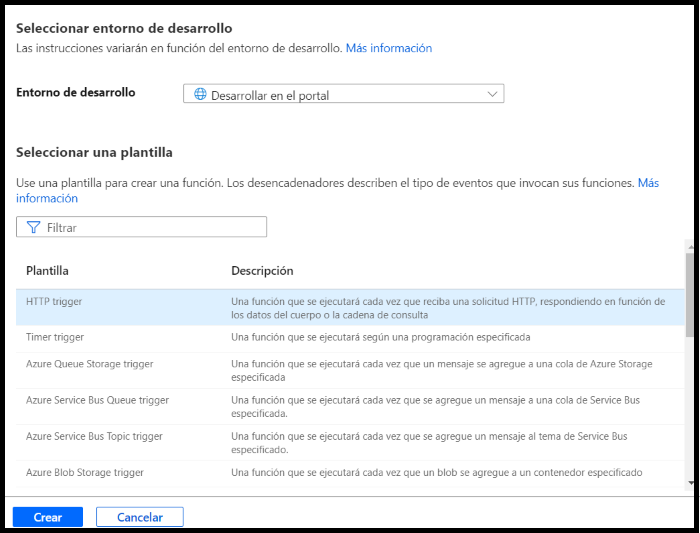 Seleccionar entorno de desarrollo
Las instrucciones variarán en función del entorno de desarrollo. Más información
Entorno de desarrollo
Desarrollar en el portal
Seleccionar una plantilla
Use una plantilla para crear una función. Los desencadenadores describen el tipo de eventos que invocan sus funciones. Más
información
Filtrar
Plantilla Descripción
HTTP trigger Una función que se ejecutará cada vez que reciba una solicitud HTTP, respondiendo en función de
los datos del cuerpo o la cadena de consulta
Timer trigger Una función que se ejecutará según una programación especificada
Azure Queue Storage trigger Una función que se ejecutará cada vez que un mensaje se agregue a una cola de Azure Storage
especificada
Azure Service Bus Queue trigger Una función que se ejecutará cada vez que se agregue un mensaje a una cola de Service Bus
especificada.
Azure Service Bus Topic trigger Una función que se ejecutará cada vez que se agregue un mensaje al tema de Service Bus
especificado.
Azure Blob Storage trigger Una función que se ejecutará cada vez que un blob se agregue a un contenedor especificado
Crear Cancelar